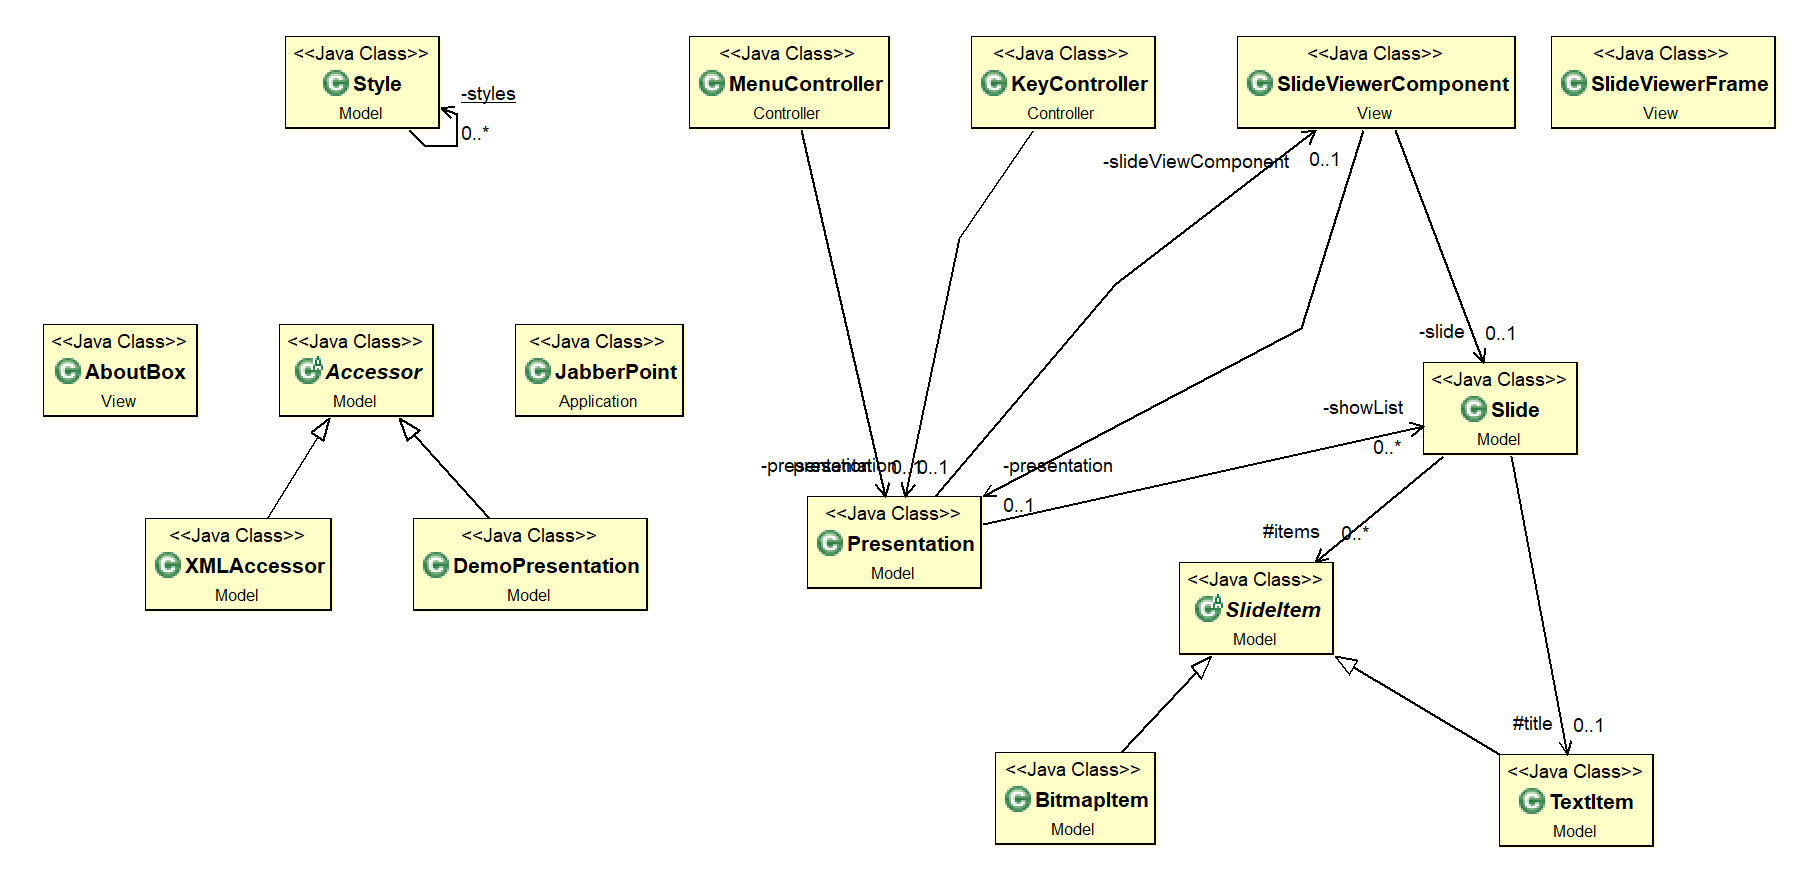 <<Java Class>>
Style
Model
-styles
0..*
<<Java Class>>
MenuController
Controller
<<Java Class>>
KeyController
Controller
<<Java Class>>
SlideViewerComponent
View
<<Java Class>>
SlideViewerFrame
View
-slideViewComponent
0..1
<<Java Class>>
AboutBox
View
<<Java Class>>
Accessor
Model
<<Java Class>>
JabberPoint
Application
-slide
0..1
<<Java Class>>
Slide
Model
-showList
0..*
-presentation
-presentation
0..1
0..1
-presentation
0..1
<<Java Class>>
XMLAccessor
Model
<<Java Class>>
DemoPresentation
Model
<<Java Class>>
Presentation
Model
#items
0..*
<<Java Class>>
SlideItem
Model
#title
0..1
<<Java Class>>
BitmapItem
Model
<<Java Class>>
TextItem
Model